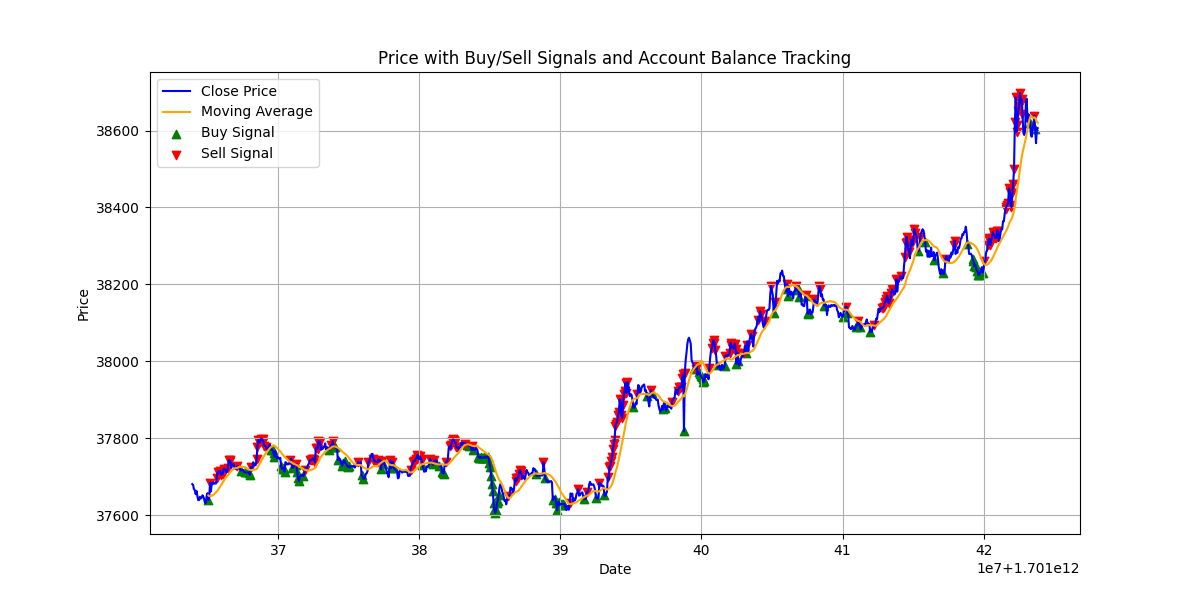 Price with Buy/Sell Signals and Account Balance Tracking
Close Price
Moving Average
Buy Signal
Sell Signal
Price
38600
38400
38200
38000
37800
37600
37 38 39 40 41 42
1e7+1.701e12
Date